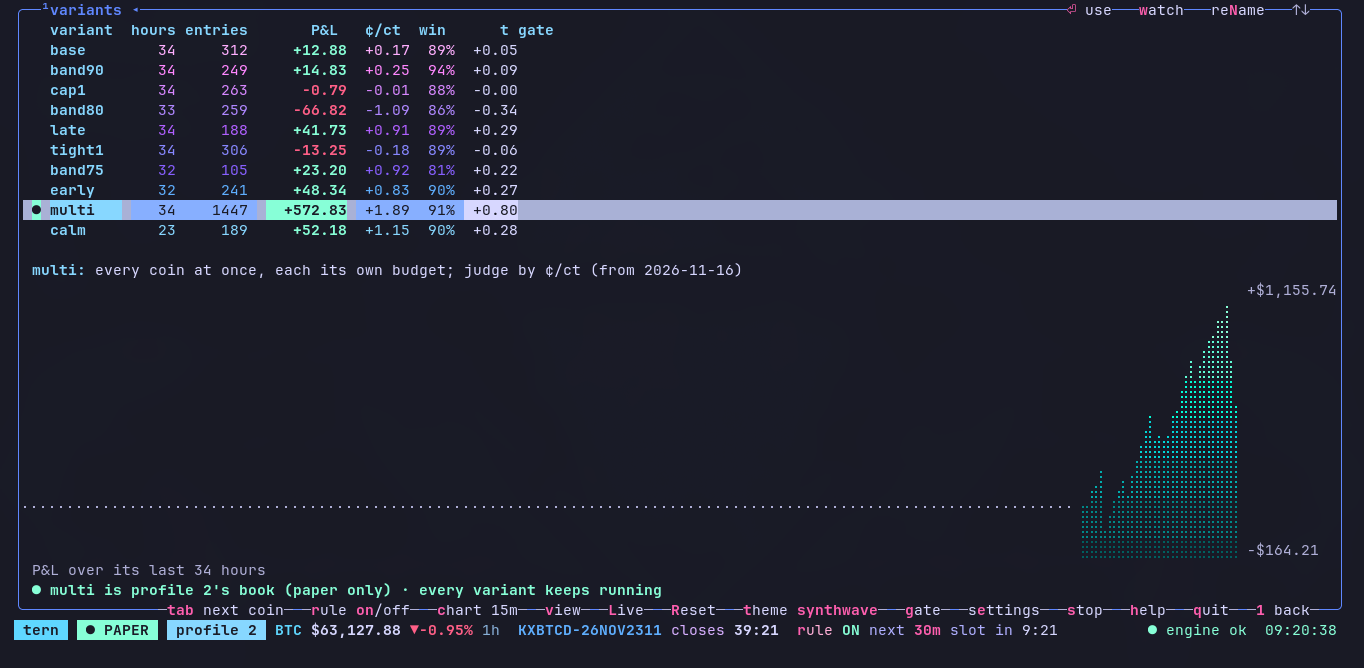 ¹variants ⏎ use watch reName ↑↓
variant hours entries P&L ¢/ct win t gate
base 34 312 +12.88 +0.17 89% +0.05
band90 34 249 +14.83 +0.25 94% +0.09
cap1 34 263 -0.79 -0.01 88% -0.00
band80 33 259 -66.82 -1.09 86% -0.34
late 34 188 +41.73 +0.91 89% +0.29
tight1 34 306 -13.25 -0.18 89% -0.06
band75 32 105 +23.20 +0.92 81% +0.22
early 32 241 +48.34 +0.83 90% +0.27
● multi 34 1447 +572.83 +1.89 91% +0.80
calm 23 189 +52.18 +1.15 90% +0.28
multi: every coin at once, each its own budget; judge by ¢/ct (from 2026-11-16)
+$1,155.74
-$164.21
P&L over its last 34 hours
● multi is profile 2's book (paper only) · every variant keeps running
tab next coin rule on/off chart 15m view Live Reset theme synthwave gate settings stop help quit 1 back
tern ● PAPER profile 2 BTC $63,127.88 ▼-0.95% 1h KXBTCD-26NOV2311 closes 39:21 rule ON next 30m slot in 9:21 ● engine ok 09:20:38